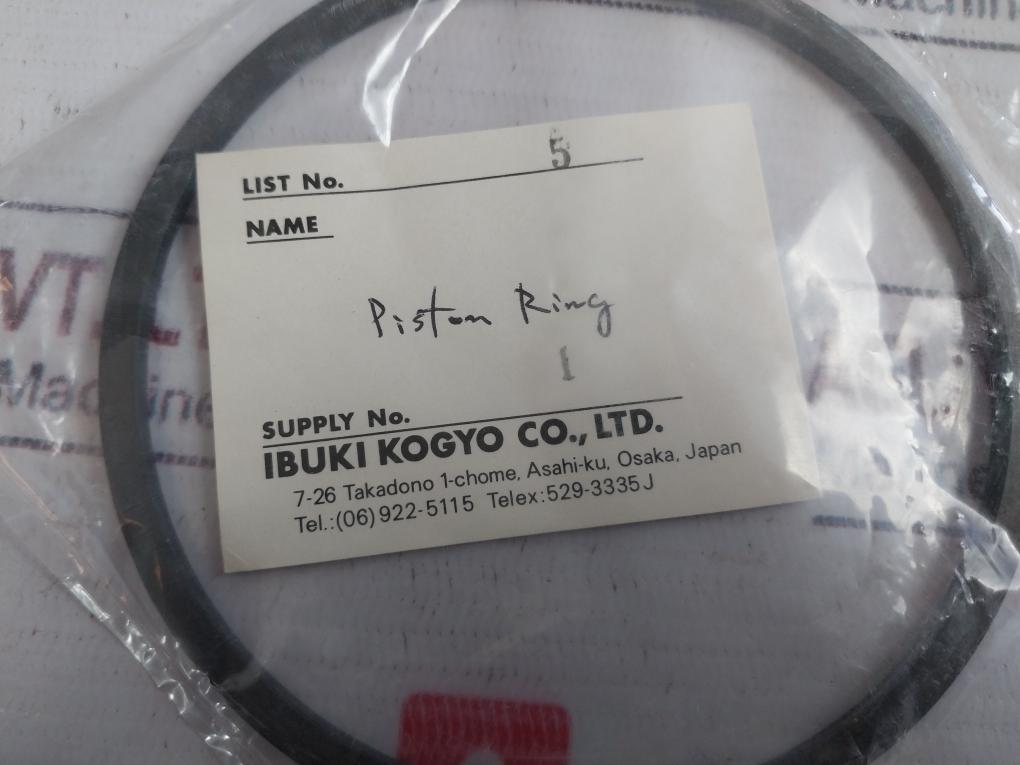 LIST No. 5
NAME
Piston Ring
1
SUPPLY No.
IBUKI KOGYO CO., LTD.
7-26 Takadono 1-chome, Asahi-ku, Osaka, Japan
Tel.:(06)922-5115 Telex:529-3335J